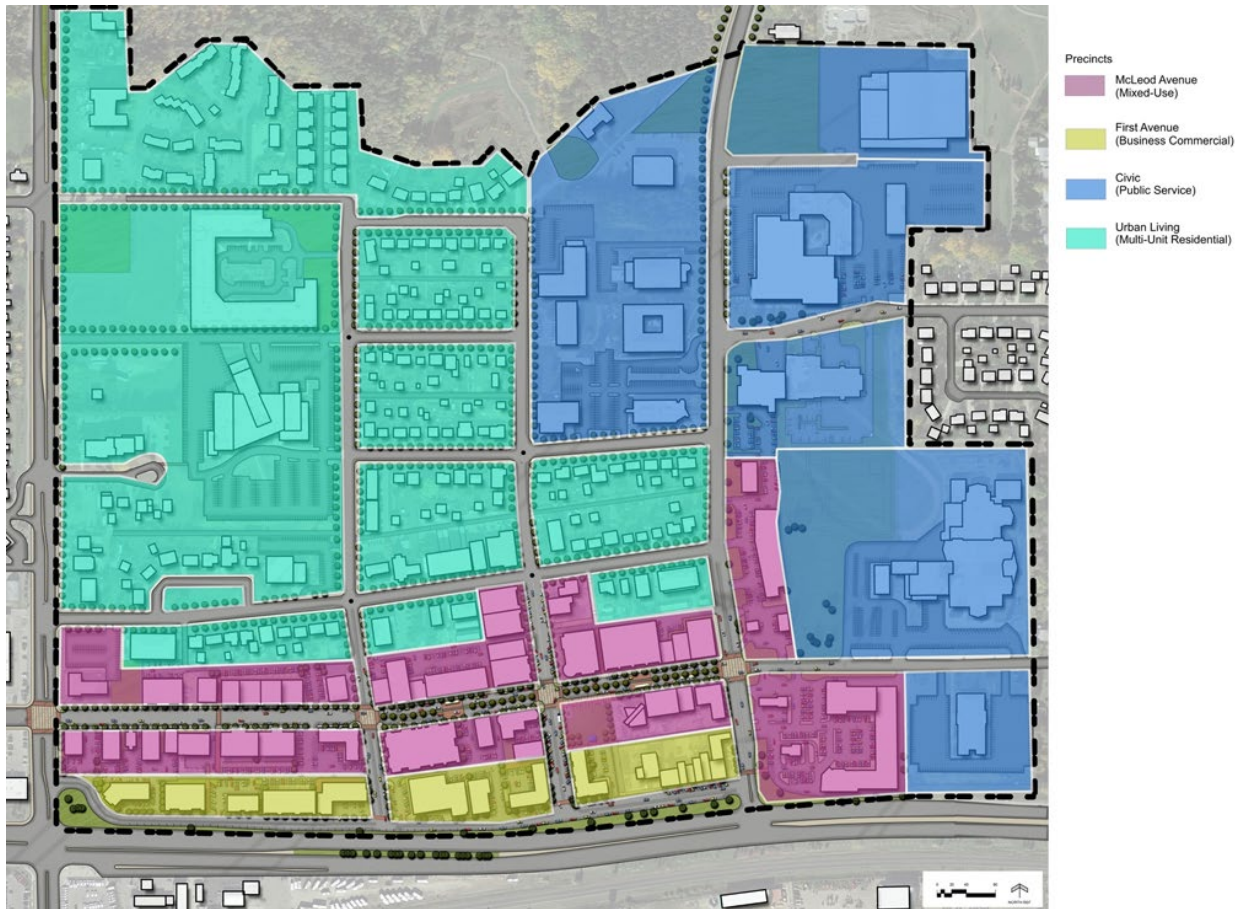 Precincts
McLeod Avenue
(Mixed-Use)
First Avenue
(Business Commercial)
Civic
(Public Service)
Urban Living
(Multi-Unit Residential)